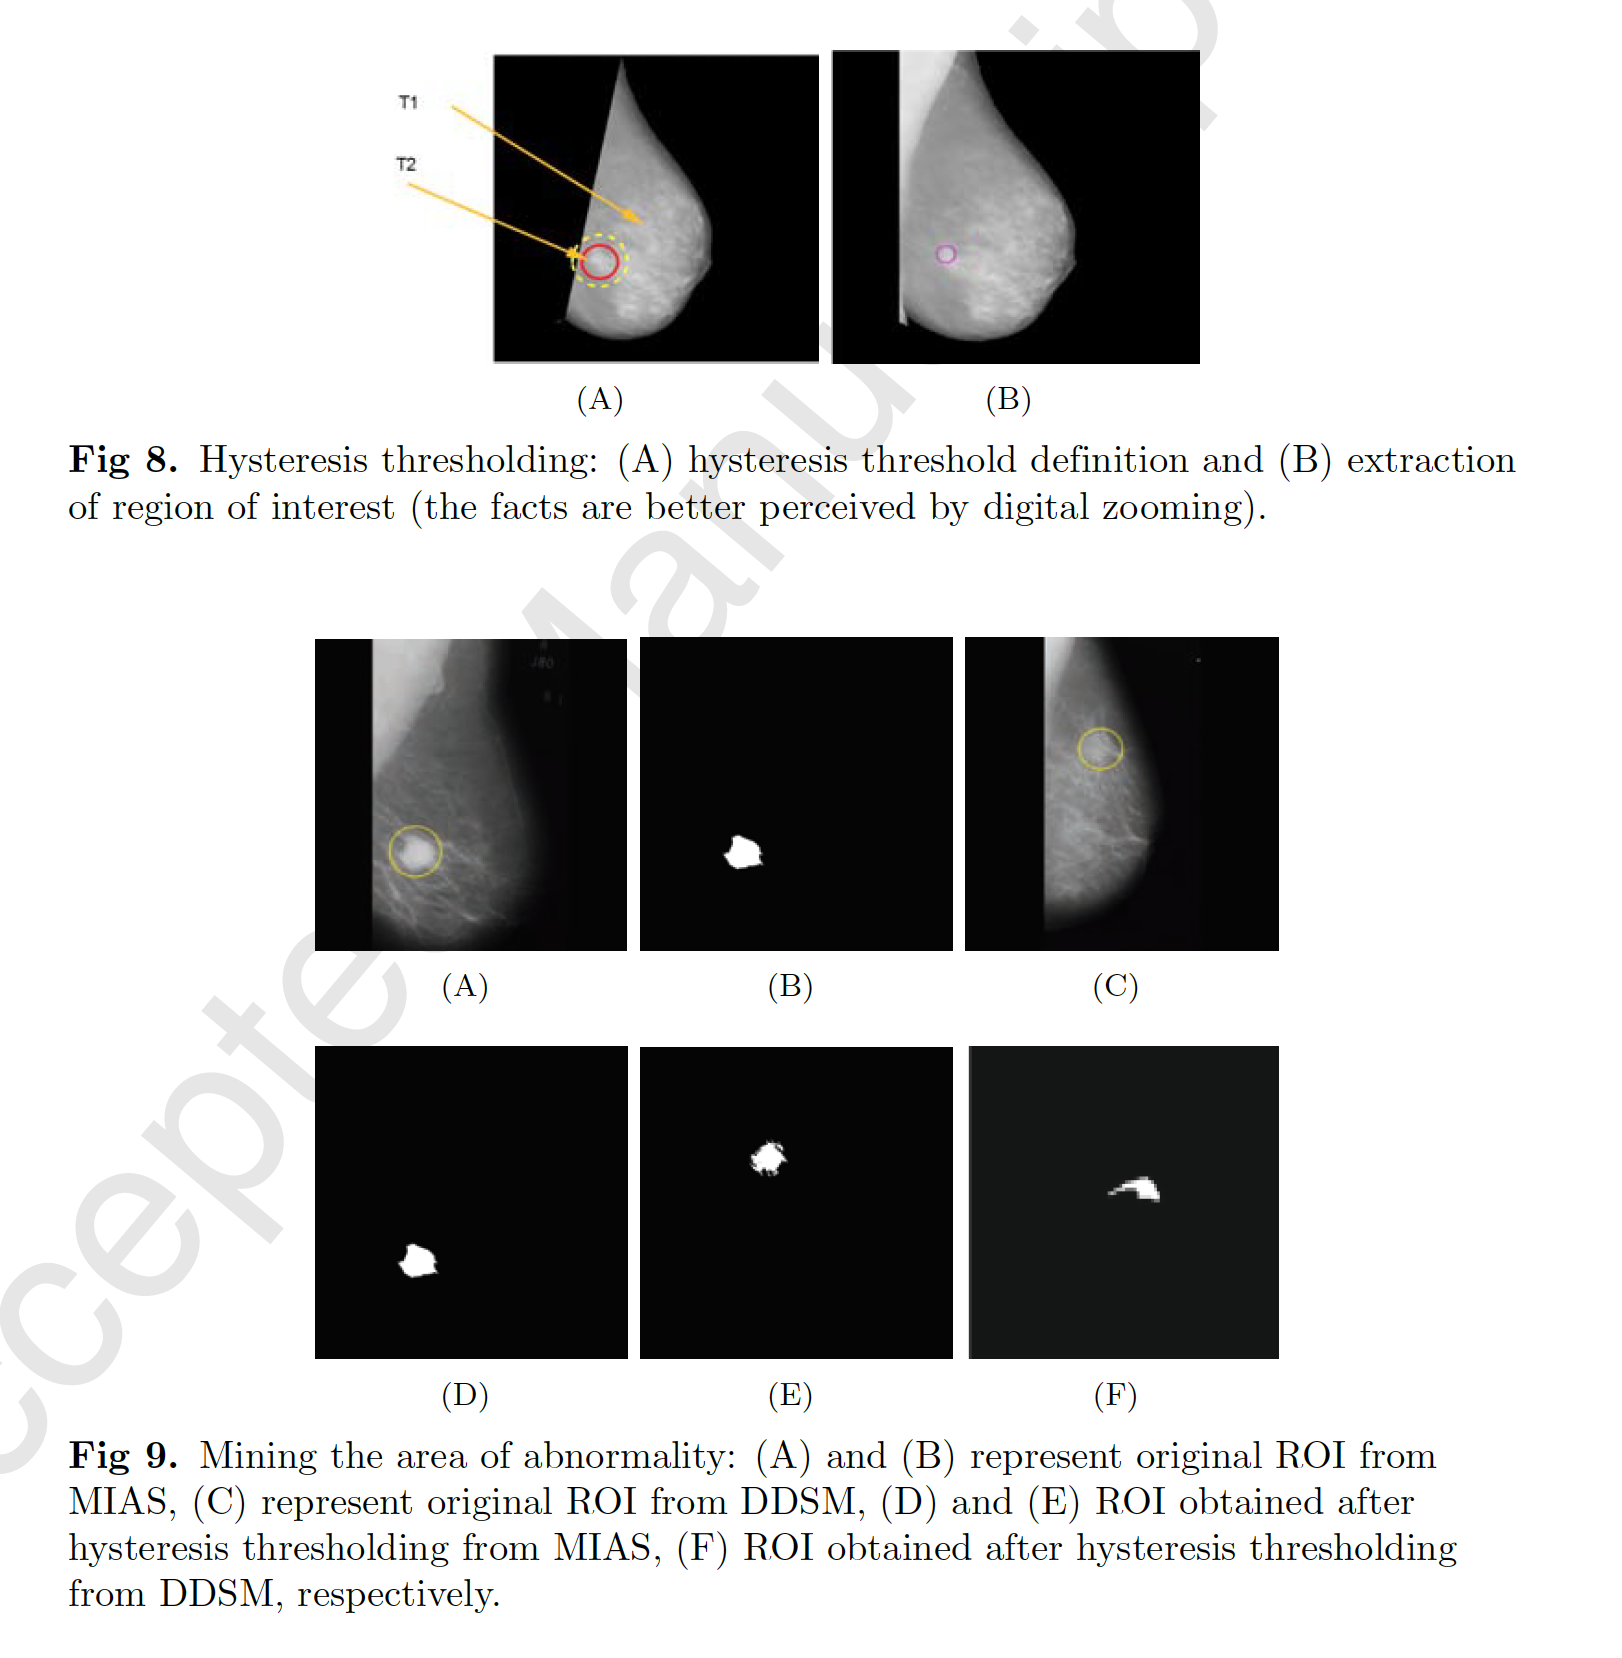 T1
T2
(A) (B)
Fig 8. Hysteresis thresholding: (A) hysteresis threshold definition and (B) extraction
of region of interest (the facts are better perceived by digital zooming).
(A) (B) (C)
(D) (E) (F)
Fig 9. Mining the area of abnormality: (A) and (B) represent original ROI from
MIAS, (C) represent original ROI from DDSM, (D) and (E) ROI obtained after
hysteresis thresholding from MIAS, (F) ROI obtained after hysteresis thresholding
from DDSM, respectively.